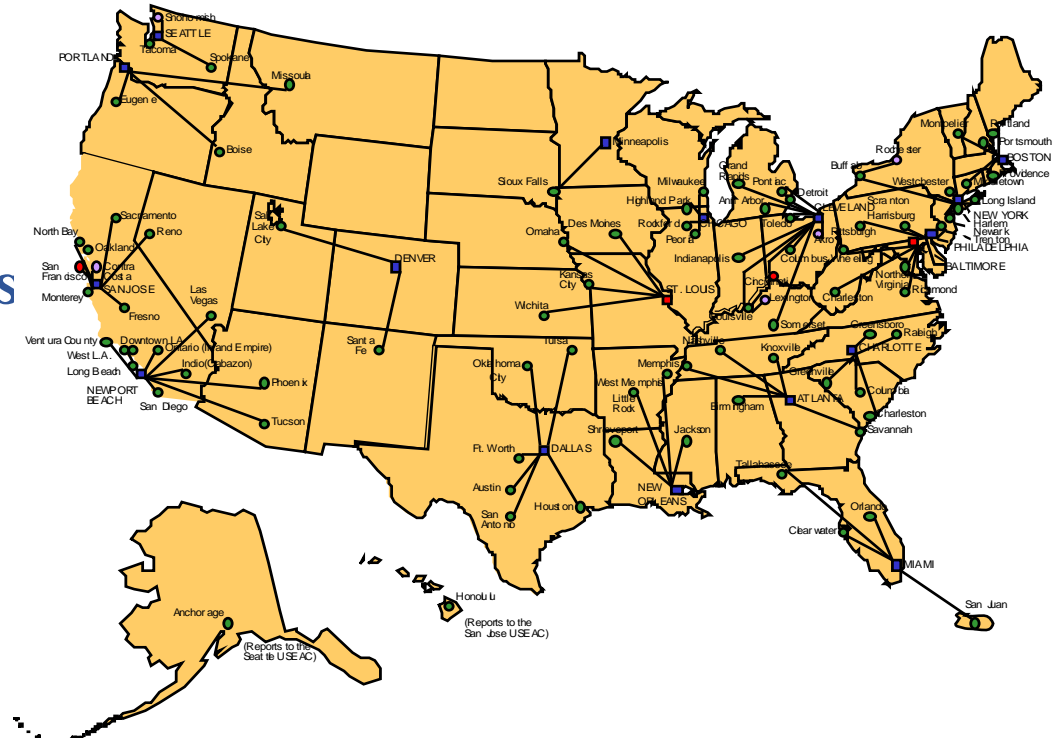 Snohomish
SEATTLE
Tacoma
Spokane
PORTLAND
Missoula
Eugene
Boise
Sacramento
North Bay
Reno
Oakland
San
Francisco
Contra
Costa
SAN JOSE
Monterey
Fresno
Las
Vegas
Salt
Lake
City
DENVER
Santa
Fe
s
Ventura County
Downtown LA
West L.A.
Ontario (Inland Empire)
Long Beach
Indio(Cabazon)
NEWPORT
BEACH
Phoenix
San Diego
Tucson
Minneapolis
Sioux Falls
Omaha
Des Moines
Kansas
City
Wichita
ST. LOUIS
Tulsa
Oklahoma
City
Milwaukee
Highland Park
Rockford
CHICAGO
Peoria
Grand
Rapids
Pontiac
Ann Arbor
Detroit
Toledo
CLEVELAND
Akro
Indianapolis
Columbus
Wheeling
Cincinnati
Lexington
Louisville
Somerset
Charleston
Pittsburgh
Harrisburg
Scranton
Buffalo
Rochester
Montpelier
Portland
Portsmouth
BOSTON
Providence
Middletown
Westchester
Long Island
NEW YORK
Harlem
Newark
Trenton
PHILADELPHIA
BALTIMORE
Northern
Virginia
Richmond
Greensboro
Raleigh
CHARLOTTE
Greenville
Columbia
Charleston
Savannah
Nashville
Knoxville
Memphis
West Memphis
Little
Rock
Birmingham
ATLANTA
Shreveport
Jackson
Tallahassee
NEW
ORLEANS
Ft. Worth
DALLAS
Austin
San
Antonio
Houston
Orlando
Clearwater
MIAMI
San Juan
Anchorage
(Reports to the
Seattle USEAC)
Honolulu
(Reports to the
San Jose USEAC)